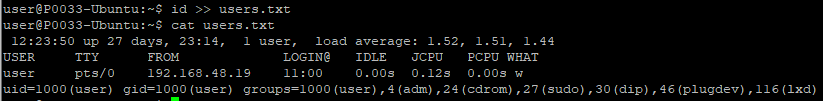 user@P0033-Ubuntu:~$ id >> users.txt
user@P0033-Ubuntu:~$ cat users.txt
 12:23:50 up 27 days, 23:14,  1 user,  load average: 1.52, 1.51, 1.44
USER     TTY      FROM             LOGIN@   IDLE   JCPU   PCPU WHAT
user     pts/0    192.168.48.19    11:00    0.00s  0.12s  0.00s w
uid=1000(user) gid=1000(user) groups=1000(user),4(adm),24(cdrom),27(sudo),30(dip),46(plugdev),116(lxd)